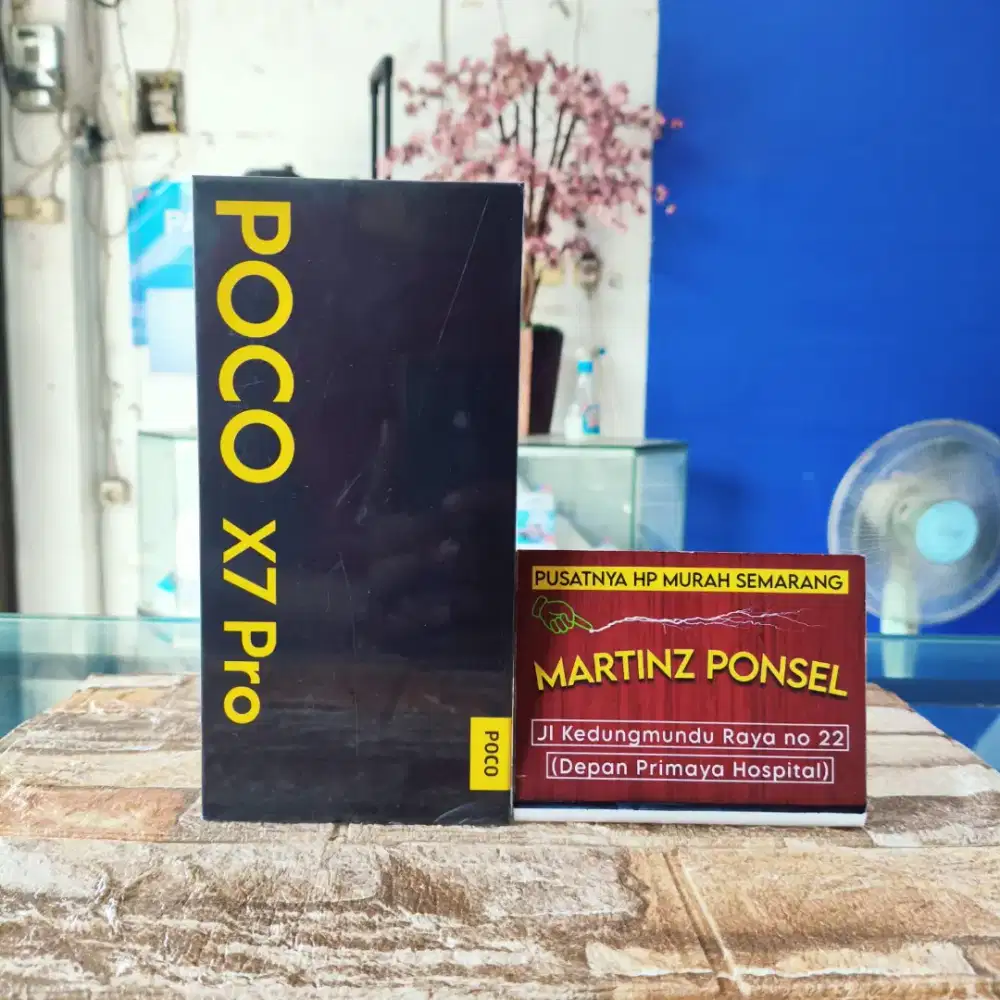 POCO X7 Pro
POCO
PUSATNYA HP MURAH SEMARANG
MARTINZ PONSEL
Jl Kedungmundu Raya no 22
(Depan Primaya Hospital)